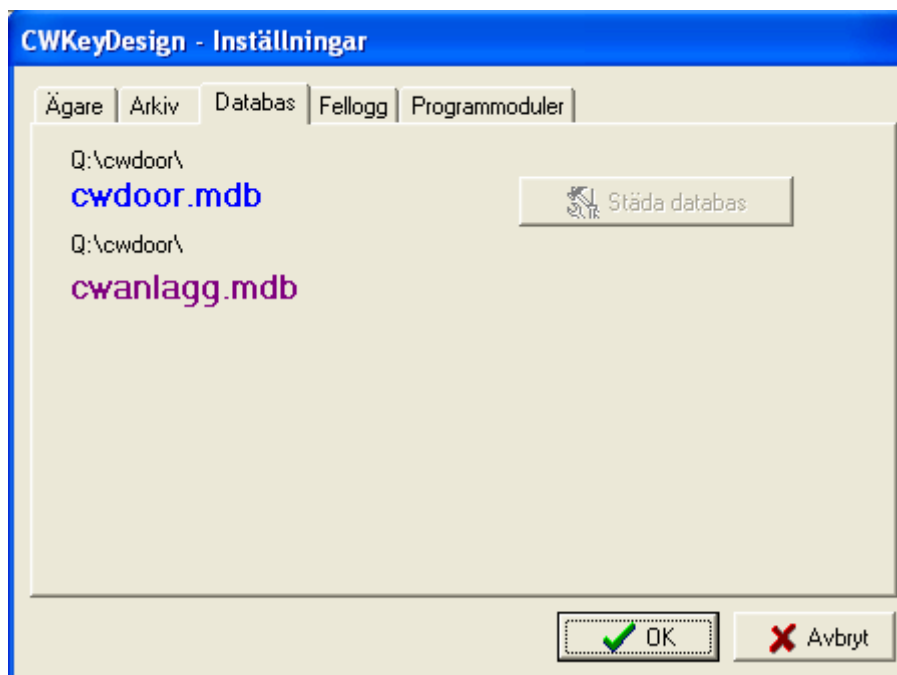 CWKeyDesign - Inställningar
Ägare Arkiv Databas Fellogg Programmoduler
Q:\cwdoor\
cwdoor.mdb
Städa databas
Q:\cwdoor\
cwanlagg.mdb
OK Avbryt